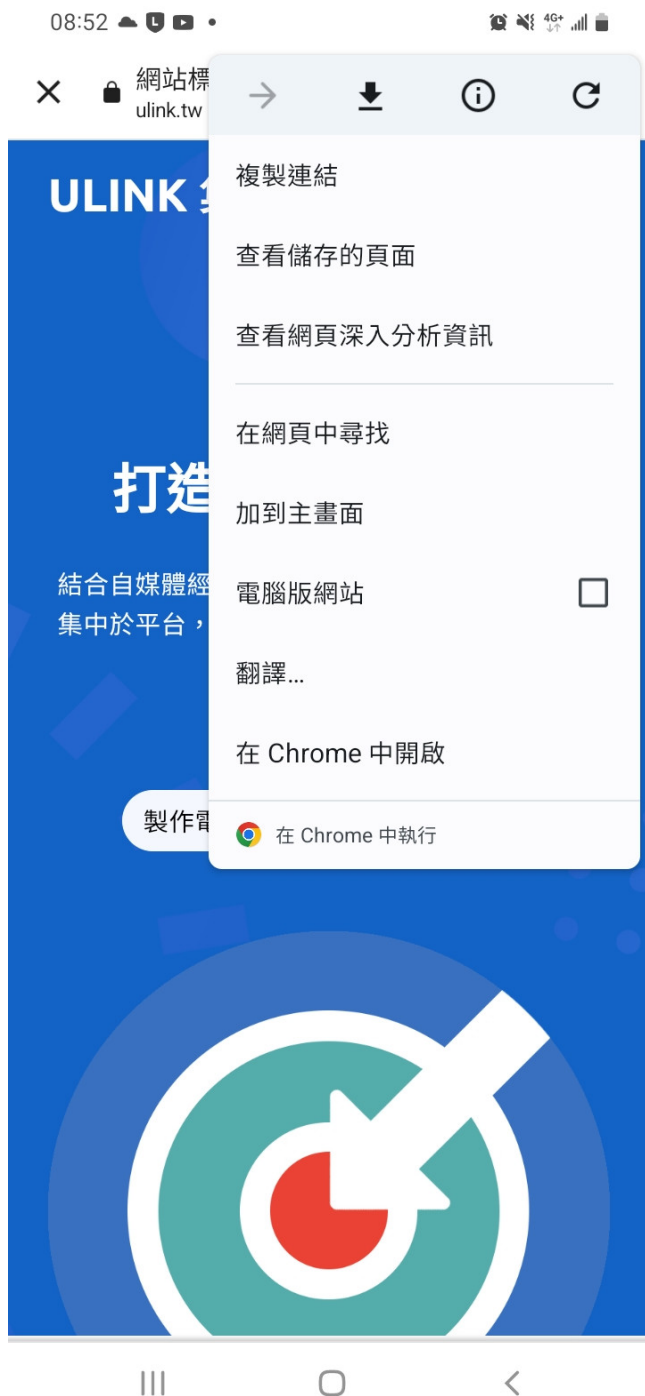 08:52
4G+
網站標
ulink.tw
ULINK
複製連結
查看儲存的頁面
查看網頁深入分析資訊
在網頁中尋找
打造
加到主畫面
結合自媒體經
電腦版網站
集中於平台，
翻譯...
在 Chrome 中開啟
製作電
在 Chrome 中執行